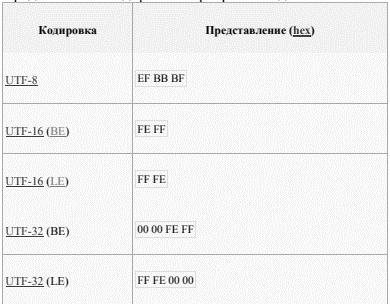 Кодировка Представление (hex)
UTF-8 EF BB BF
UTF-16 (BE) FE FF
UTF-16 (LE) FF FE
UTF-32 (BE) 00 00 FE FF
UTF-32 (LE) FF FE 00 00